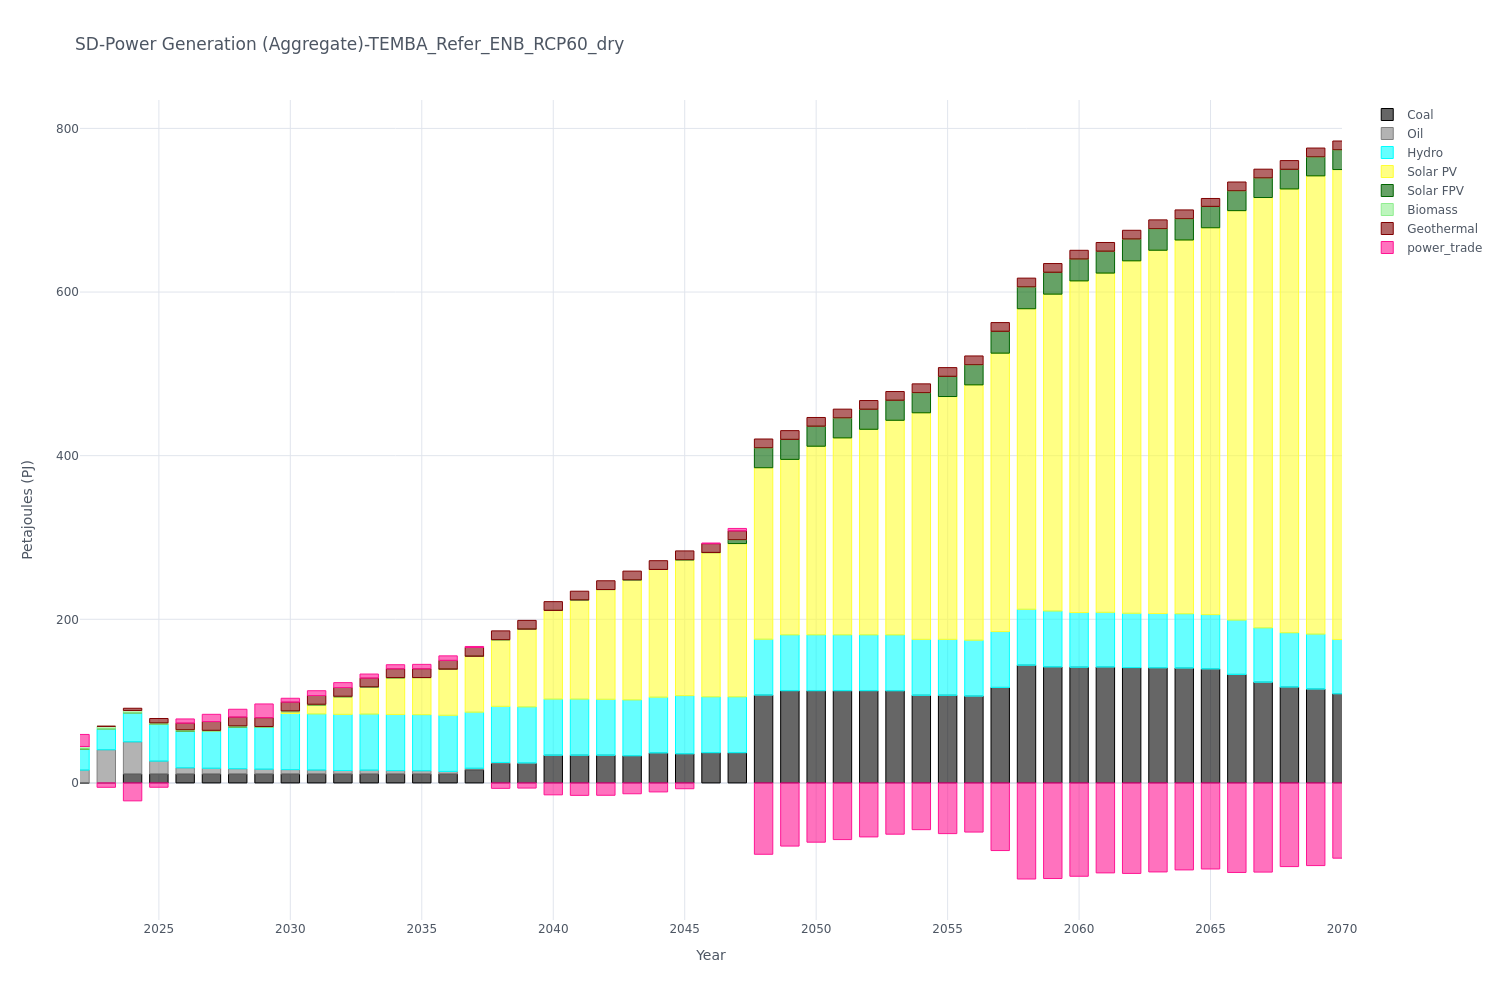 SD-Power Generation (Aggregate)-TEMBA_Refer_ENB_RCP60_dry
800
600
400
200
0
Petajoules (PJ)
2025
2030
2035
2040
2045
2050
2055
2060
2065
2070
Year
Coal
Oil
Hydro
Solar PV
Solar FPV
Biomass
Geothermal
power_trade